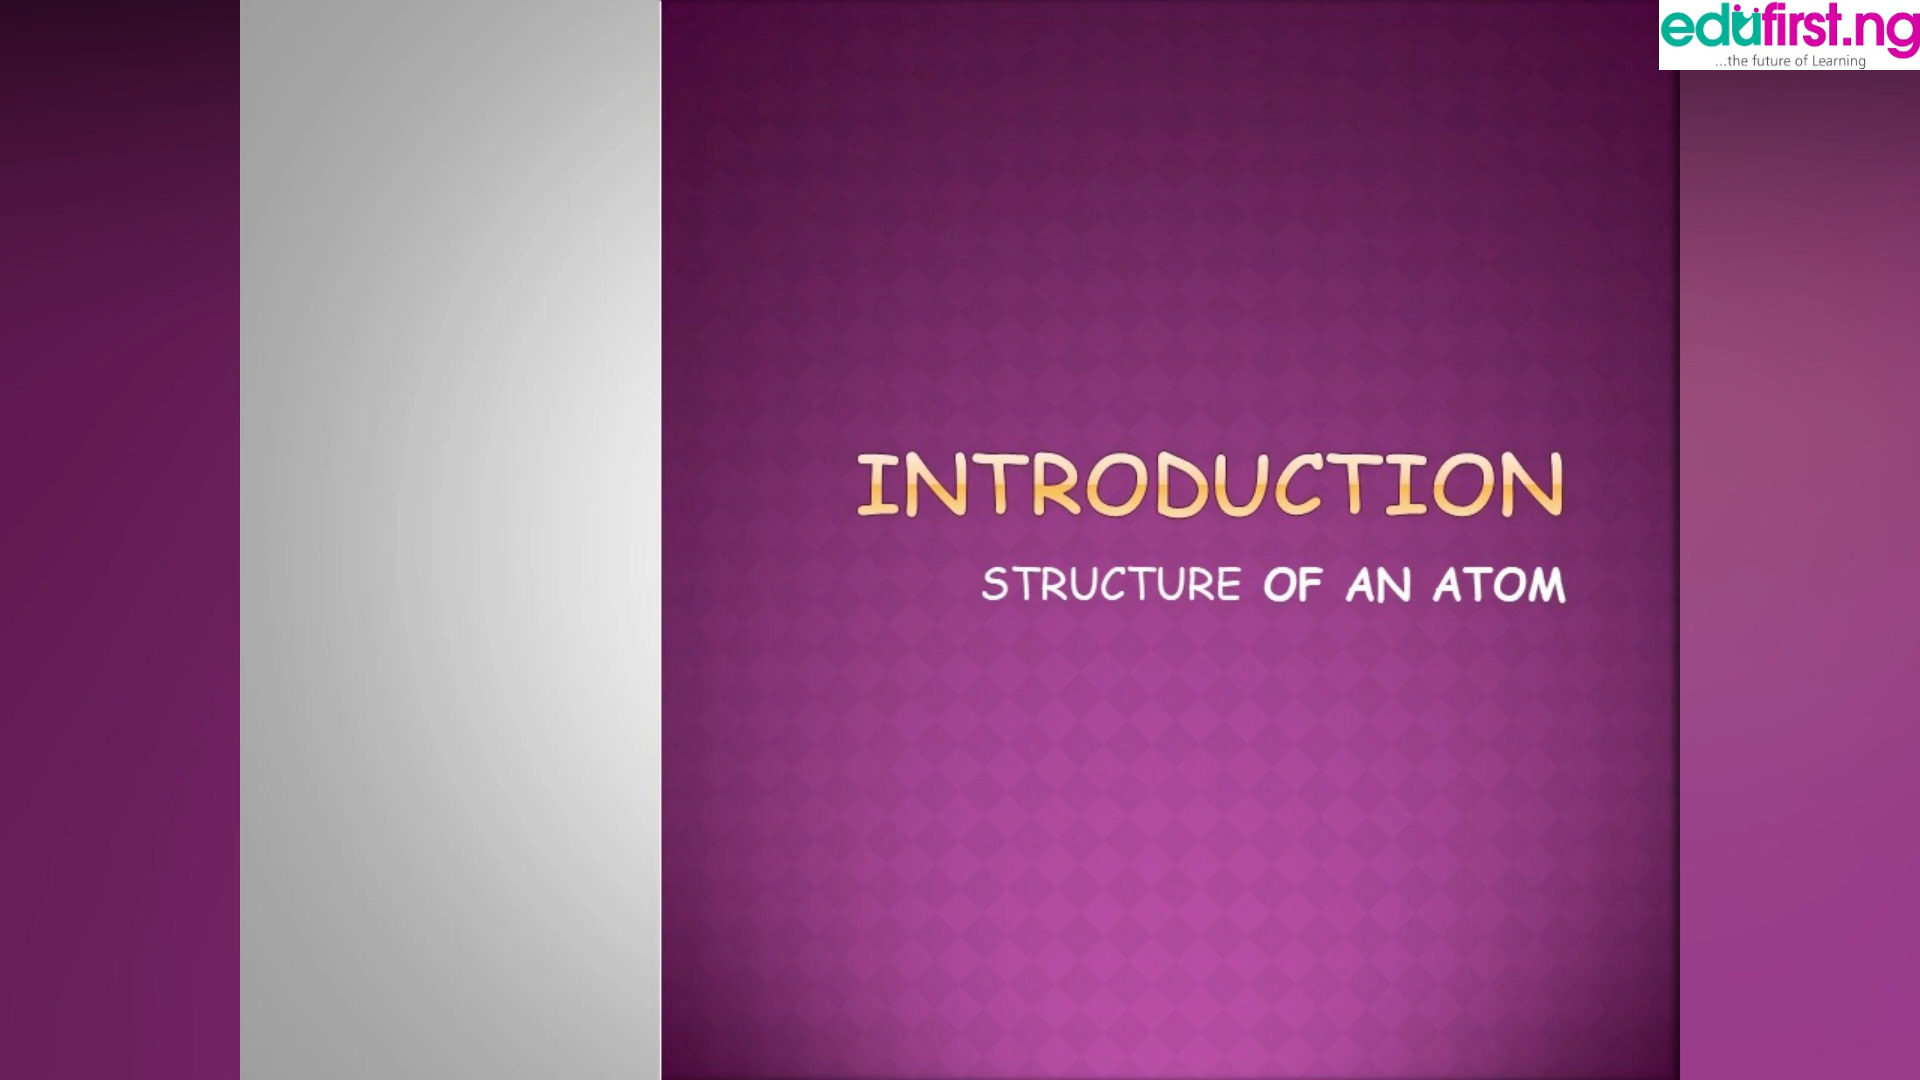 edufirst.ng
...the future of Learning
INTRODUCTION
STRUCTURE OF AN ATOM